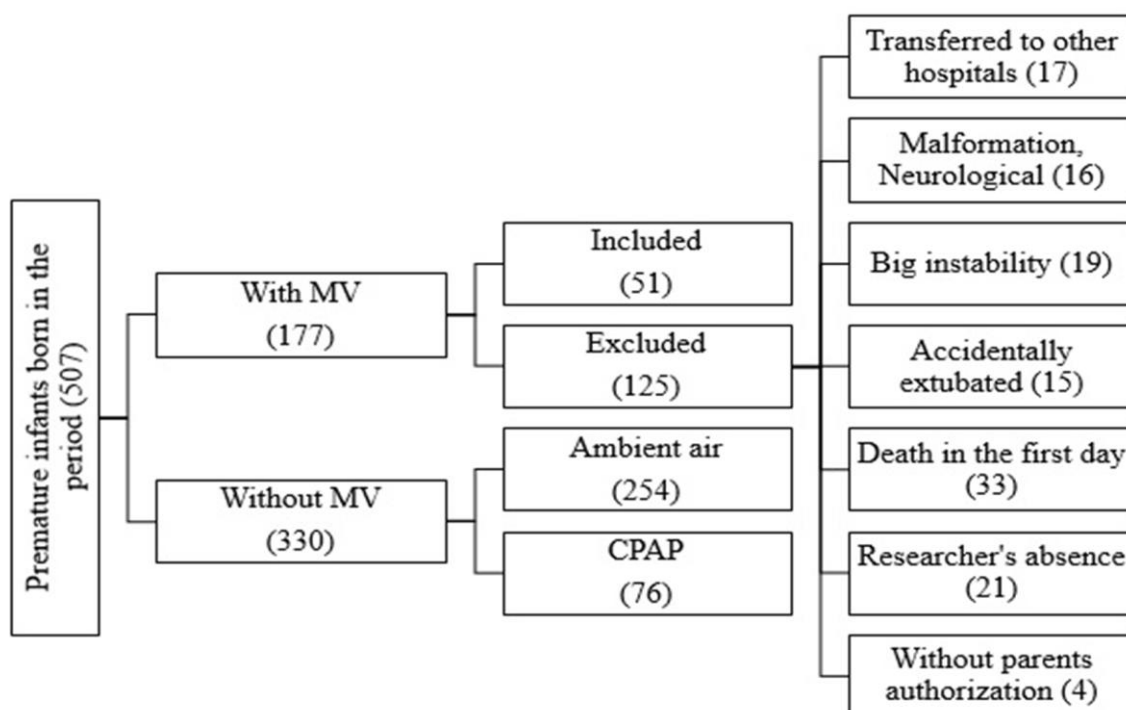 Premature infants born in the
period (507)
With MV
(177)
Without MV
(330)
Included
(51)
Excluded
(125)
Ambient air
(254)
CPAP
(76)
Transferred to other
hospitals (17)
Malformation,
Neurological (16)
Big instability (19)
Accidentally
extubated (15)
Death in the first day
(33)
Researcher's absence
(21)
Without parents
authorization (4)